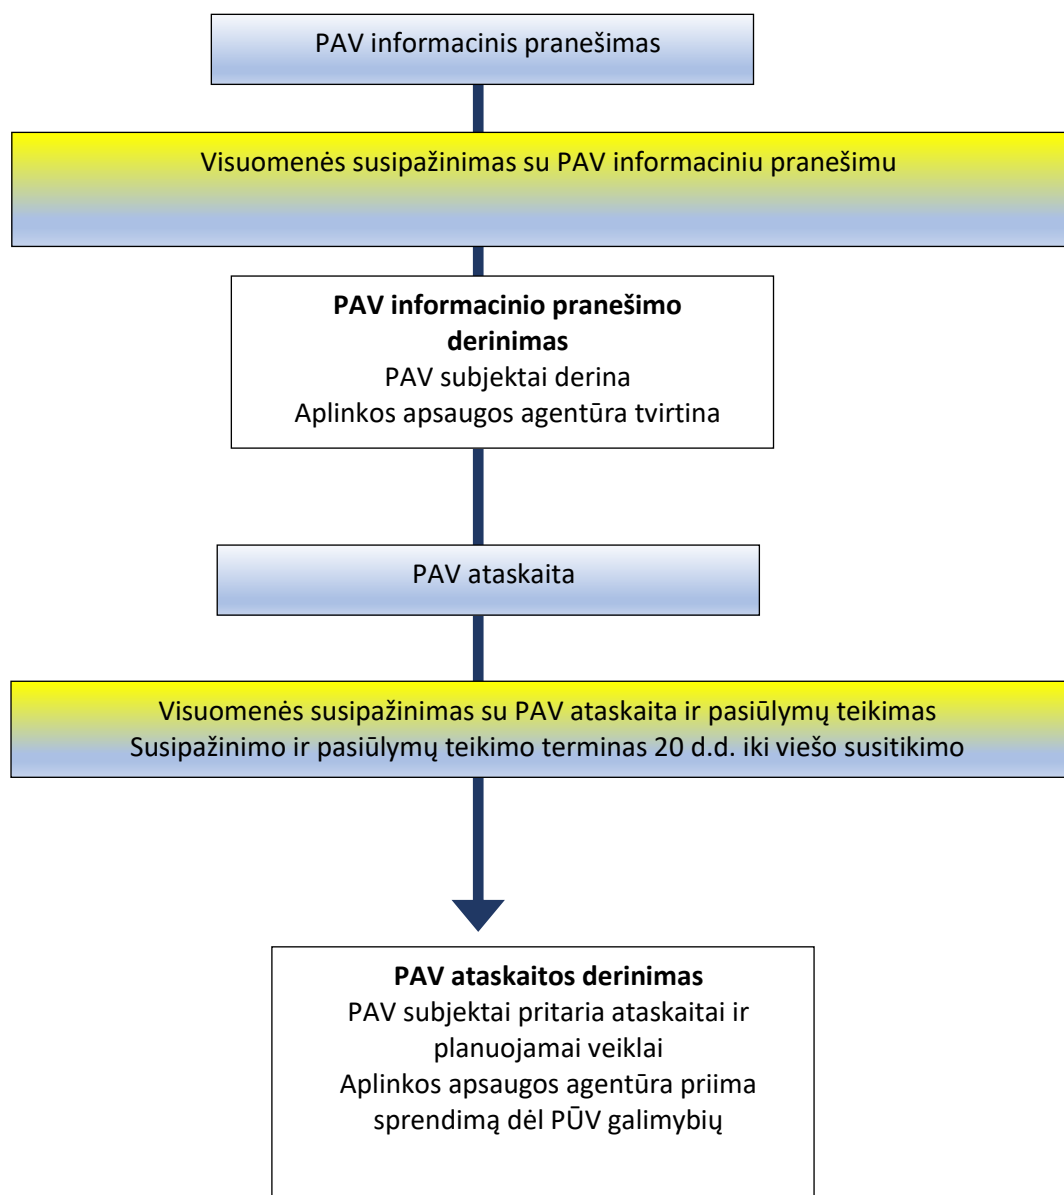 PAV informacinis pranešimas
Visuomenės susipažinimas su PAV informaciniu pranešimu
PAV informacinio pranešimo
derinimas
PAV subjektai derina
Aplinkos apsaugos agentūra tvirtina
PAV ataskaita
Visuomenės susipažinimas su PAV ataskaita ir pasiūlymų teikimas
Susipažinimo ir pasiūlymų teikimo terminas 20 d.d. iki viešo susitikimo
PAV ataskaitos derinimas
PAV subjektai pritaria ataskaitai ir
planuojamai veiklai
Aplinkos apsaugos agentūra priima
sprendimą dėl PŪV galimybių